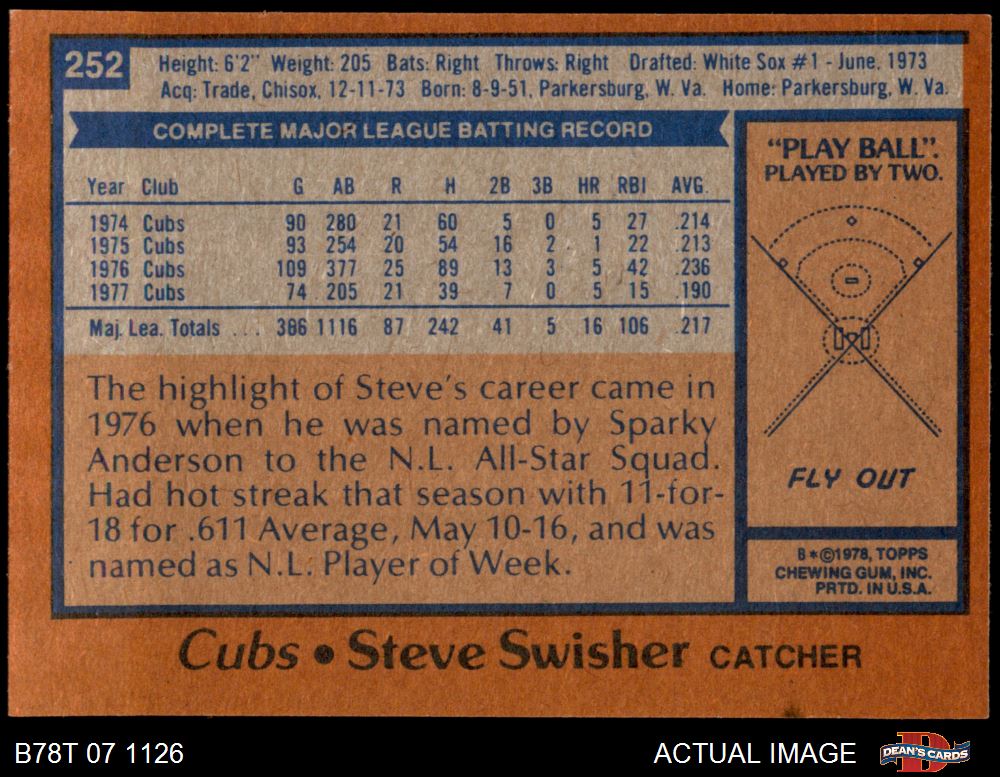 252
Height: 6'2" Weight: 205 Bats: Right Throws: Right Drafted: White Sox #1 - June, 1973
Acq: Trade, Chisox, 12-11-73 Born: 8-9-51, Parkersburg, W. Va. Home: Parkersburg, W. Va.
COMPLETE MAJOR LEAGUE BATTING RECORD
Year Club G AB R H 2B 3B HR RBI AVG.
1974 Cubs 90 280 21 60 5 0 5 27 .214
1975 Cubs 93 254 20 54 16 2 1 22 .213
1976 Cubs 109 377 25 89 13 3 5 42 .236
1977 Cubs 74 205 21 39 7 0 5 15 .190
Maj. Lea. Totals ... 386 1116 87 242 41 5 16 106 .217
The highlight of Steve's career came in
1976 when he was named by Sparky
Anderson to the N.L. All-Star Squad.
Had hot streak that season with 11-for-
18 for .611 Average, May 10-16, and was
named as N.L. Player of Week.
"PLAY BALL".
PLAYED BY TWO.
FLY OUT
B*©1978, TOPPS
CHEWING GUM, INC.
PRTD. IN U.S.A.
Cubs • Steve Swisher CATCHER
B78T 07 1126
ACTUAL IMAGE
D
DEAN'S CARDS